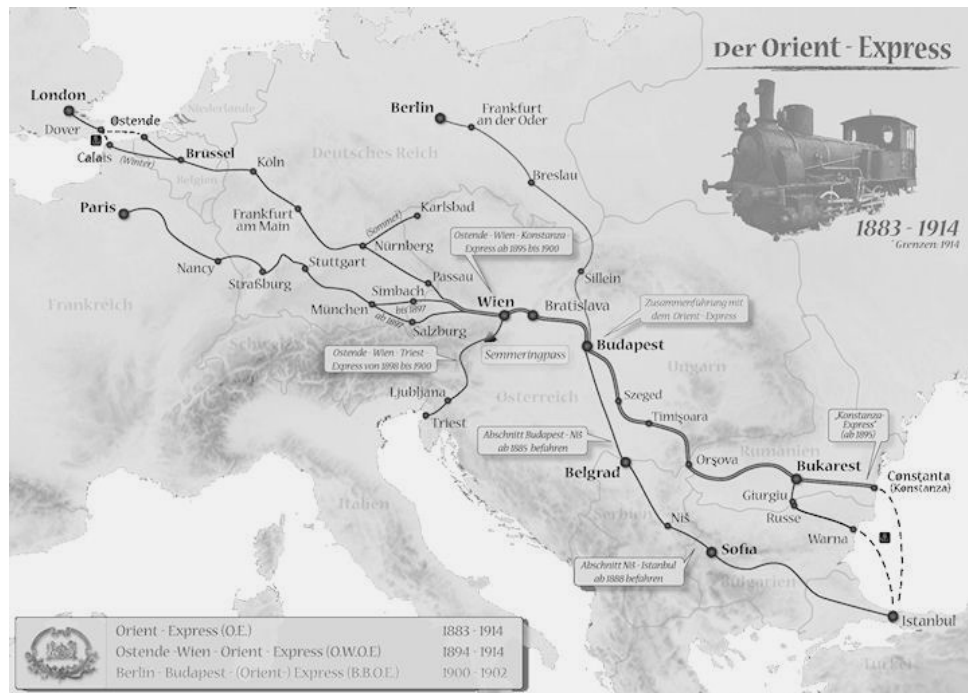 Der Orient - Express
1883 - 1914
*Grenzen: 1914
London
Dover
Ostende
Calais
(Winter)
Brüssel
Köln
Niederlande
Belgien
Deutsches Reich
Berlin
Frankfurt
an der Oder
Breslau
Paris
Frankfurt
am Main
(Sommer)
Karlsbad
Nürnberg
Ostende - Wien - Konstanza -
Express ab 1895 bis 1900
Nancy
Straßburg
Stuttgart
Passau
Simbach
München
bis 1897
ab 1897
Salzburg
Wien
Bratislava
Sillein
Zusammenführung mit
dem Orient - Express
Budapest
Frankreich
Schweiz
Semmeringpass
Ostende - Wien - Triest -
Express von 1898 bis 1900
Ljubljana
Triest
Österreich
Ungarn
Szeged
Timişoara
„Konstanza-
Express“
(ab 1895)
Abschnitt Budapest - Niš
ab 1885 befahren
Belgrad
Orşova
Rumänien
Bukarest
Constanta
(Konstanza)
Giurgiu
Russe
Warna
Italien
Serbien
Niš
Sofia
Abschnitt Niš - Istanbul
ab 1888 befahren
Bulgarien
Istanbul
Türkei
Orient - Express (O.E.) 1883 - 1914
Ostende - Wien - Orient - Express (O.W.O.E) 1894 - 1914
Berlin - Budapest - (Orient-) Express (B.B.O.E.) 1900 - 1902